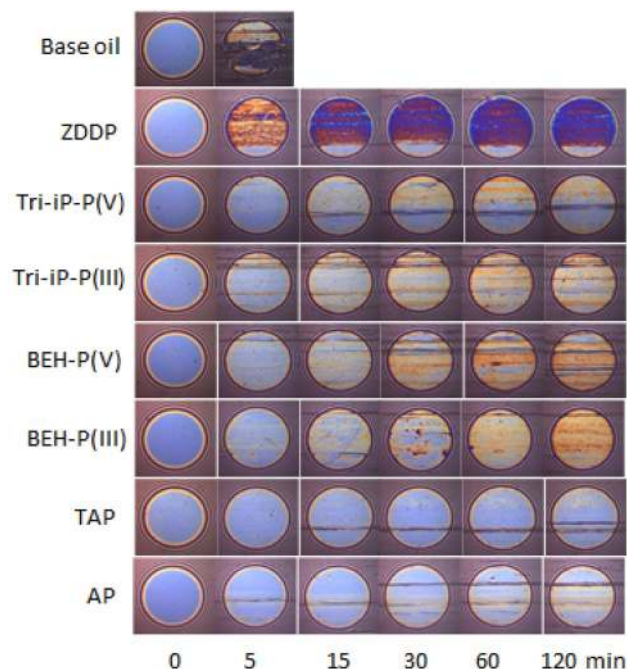 Base oil
ZDDP
Tri-iP-P(V)
Tri-iP-P(III)
BEH-P(V)
BEH-P(III)
TAP
AP
0 5 15 30 60 120 min